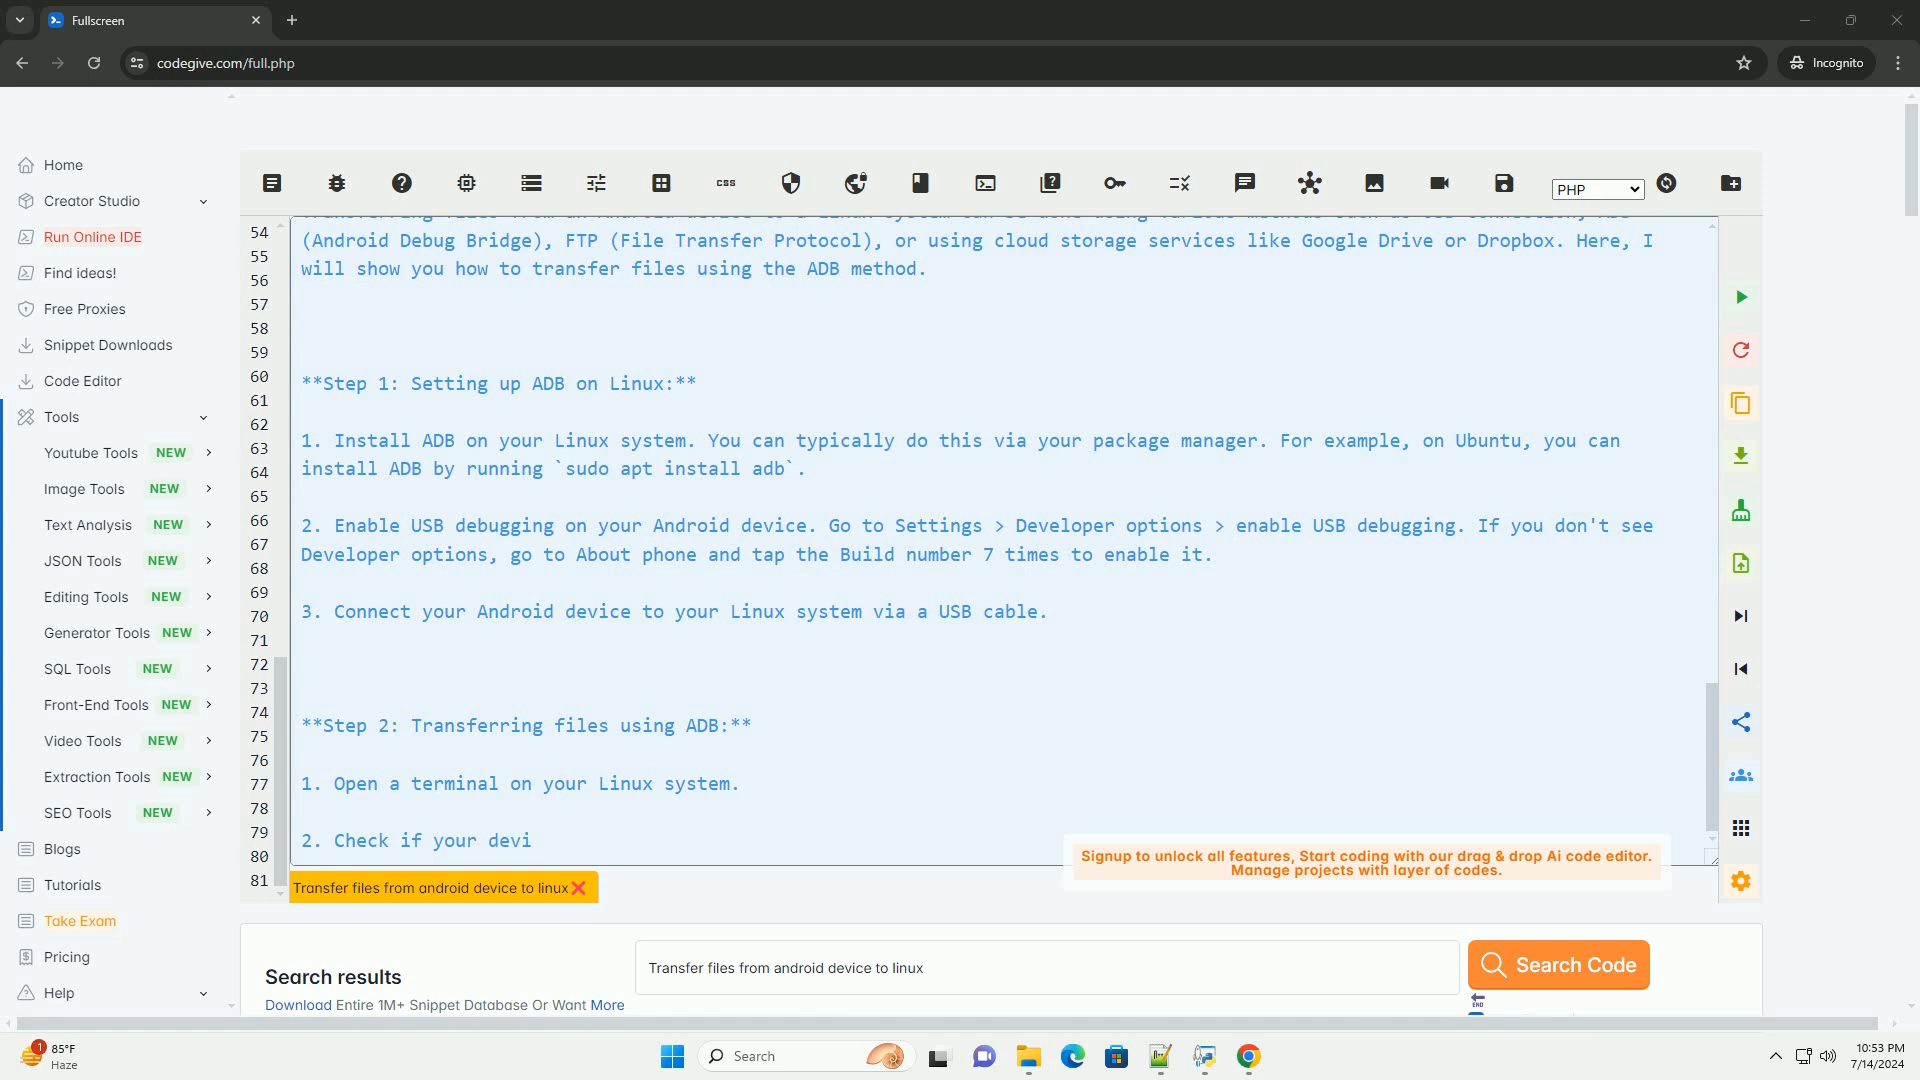 Fullscreen
codegive.com/full.php
Incognito
Home
Creator Studio
Run Online IDE
Find ideas!
Free Proxies
Snippet Downloads
Code Editor
Tools
Youtube Tools NEW
Image Tools NEW
Text Analysis NEW
JSON Tools NEW
Editing Tools NEW
Generator Tools NEW
SQL Tools NEW
Front-End Tools NEW
Video Tools NEW
Extraction Tools NEW
SEO Tools NEW
Blogs
Tutorials
Take Exam
Pricing
Help
css
PHP
54
55
56
57
58
59
60
61
62
63
64
65
66
67
68
69
70
71
72
73
74
75
76
77
78
79
80
81
(Android Debug Bridge), FTP (File Transfer Protocol), or using cloud storage services like Google Drive or Dropbox. Here, I
will show you how to transfer files using the ADB method.
**Step 1: Setting up ADB on Linux:**
1. Install ADB on your Linux system. You can typically do this via your package manager. For example, on Ubuntu, you can
install ADB by running `sudo apt install adb`.
2. Enable USB debugging on your Android device. Go to Settings > Developer options > enable USB debugging. If you don't see
Developer options, go to About phone and tap the Build number 7 times to enable it.
3. Connect your Android device to your Linux system via a USB cable.
**Step 2: Transferring files using ADB:**
1. Open a terminal on your Linux system.
2. Check if your devi
Signup to unlock all features, Start coding with our drag & drop Ai code editor.
Manage projects with layer of codes.
Transfer files from android device to linux
Search results
Download Entire 1M+ Snippet Database Or Want More
Transfer files from android device to linux
Search Code
END
1
85°F
Haze
Search
10:53 PM
7/14/2024